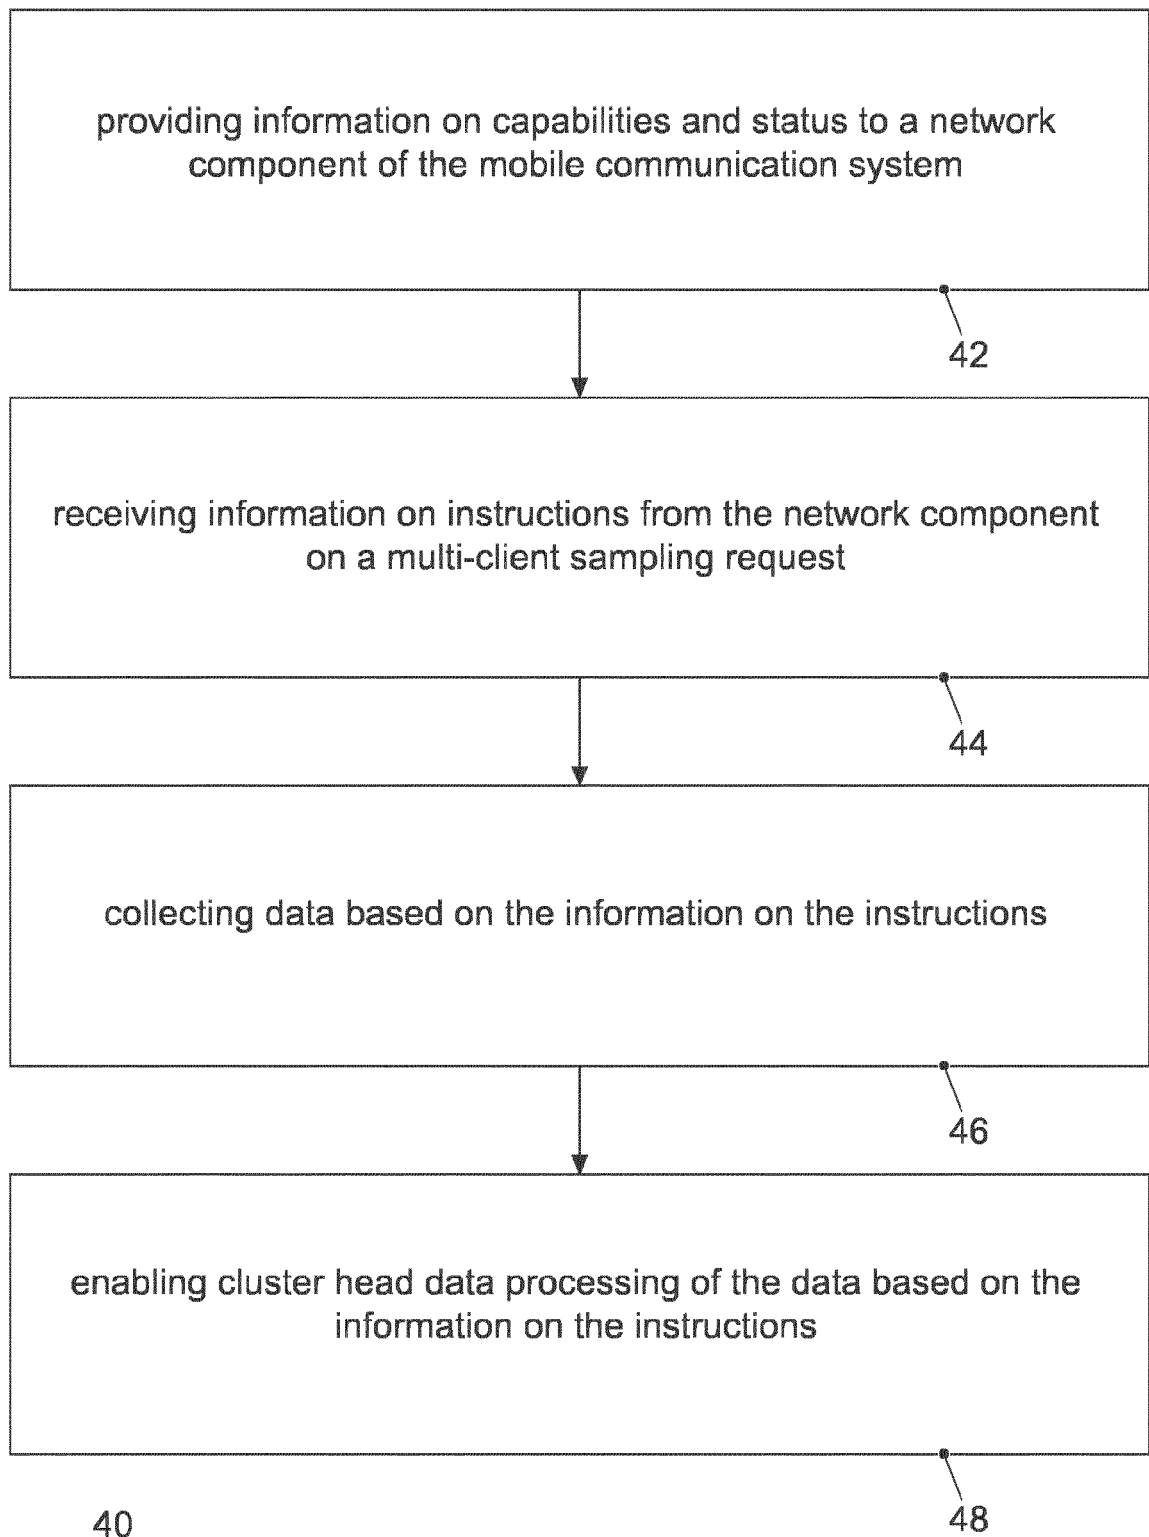 providing information on capabilities and status to a network
component of the mobile communication system
42
receiving information on instructions from the network component
on a multi-client sampling request
44
collecting data based on the information on the instructions
46
enabling cluster head data processing of the data based on the
information on the instructions
48
40